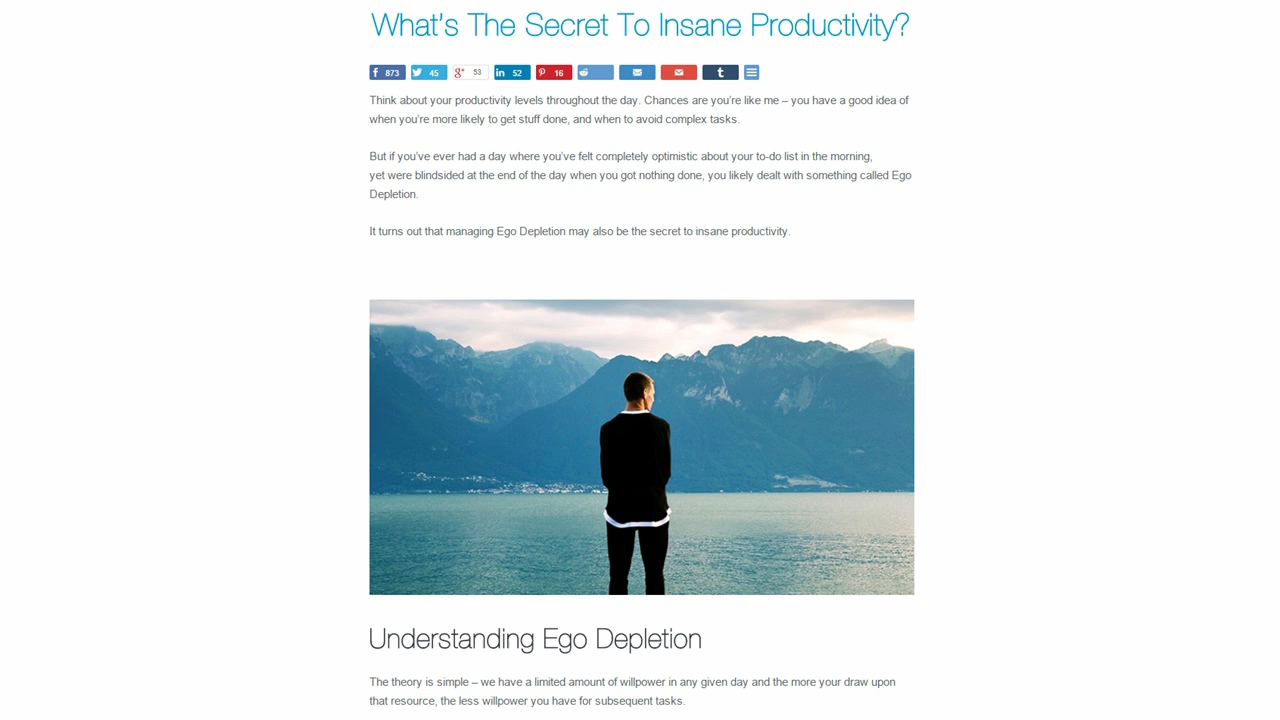 What's The Secret To Insane Productivity?
f 873 45 g+ 53 in 52 16 t
Think about your productivity levels throughout the day. Chances are you're like me – you have a good idea of
when you're more likely to get stuff done, and when to avoid complex tasks.
But if you've ever had a day where you've felt completely optimistic about your to-do list in the morning,
yet were blindsided at the end of the day when you got nothing done, you likely dealt with something called Ego
Depletion.
It turns out that managing Ego Depletion may also be the secret to insane productivity.
Understanding Ego Depletion
The theory is simple – we have a limited amount of willpower in any given day and the more your draw upon
that resource, the less willpower you have for subsequent tasks.